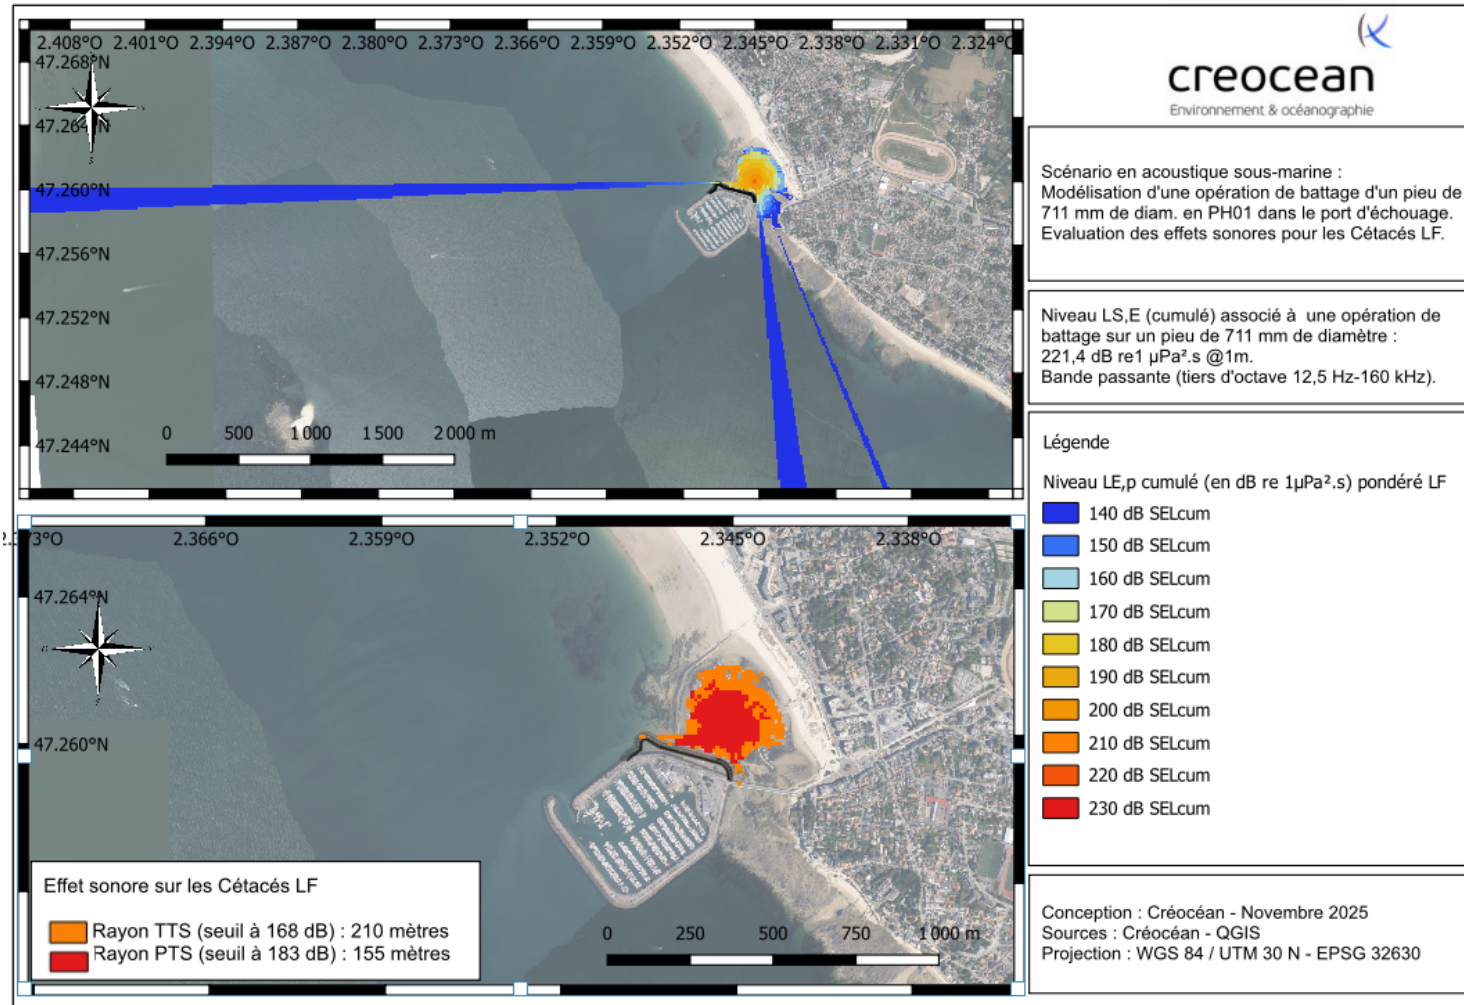 2.408°O 2.401°O 2.394°O 2.387°O 2.380°O 2.373°O 2.366°O 2.359°O 2.352°O 2.345°O 2.338°O 2.331°O 2.324°O
47.268°N
47.264°N
47.260°N
47.256°N
47.252°N
47.248°N
47.244°N
0 500 1 000 1 500 2 000 m
creocean
Environnement & océanographie
Scénario en acoustique sous-marine :
Modélisation d'une opération de battage d'un pieu de
711 mm de diam. en PH01 dans le port d'échouage.
Evaluation des effets sonores pour les Cétacés LF.
Niveau LS,E (cumulé) associé à une opération de
battage sur un pieu de 711 mm de diamètre :
221,4 dB re1 µPa².s @1m.
Bande passante (tiers d'octave 12,5 Hz-160 kHz).
Légende
Niveau LE,p cumulé (en dB re 1µPa².s) pondéré LF
140 dB SELcum
150 dB SELcum
160 dB SELcum
170 dB SELcum
180 dB SELcum
190 dB SELcum
200 dB SELcum
210 dB SELcum
220 dB SELcum
230 dB SELcum
2.366°O 2.359°O 2.352°O 2.345°O 2.338°O
47.264°N
47.260°N
Effet sonore sur les Cétacés LF
Rayon TTS (seuil à 168 dB) : 210 mètres
Rayon PTS (seuil à 183 dB) : 155 mètres
0 250 500 750 1 000 m
Conception : Créocéan - Novembre 2025
Sources : Créocéan - QGIS
Projection : WGS 84 / UTM 30 N - EPSG 32630